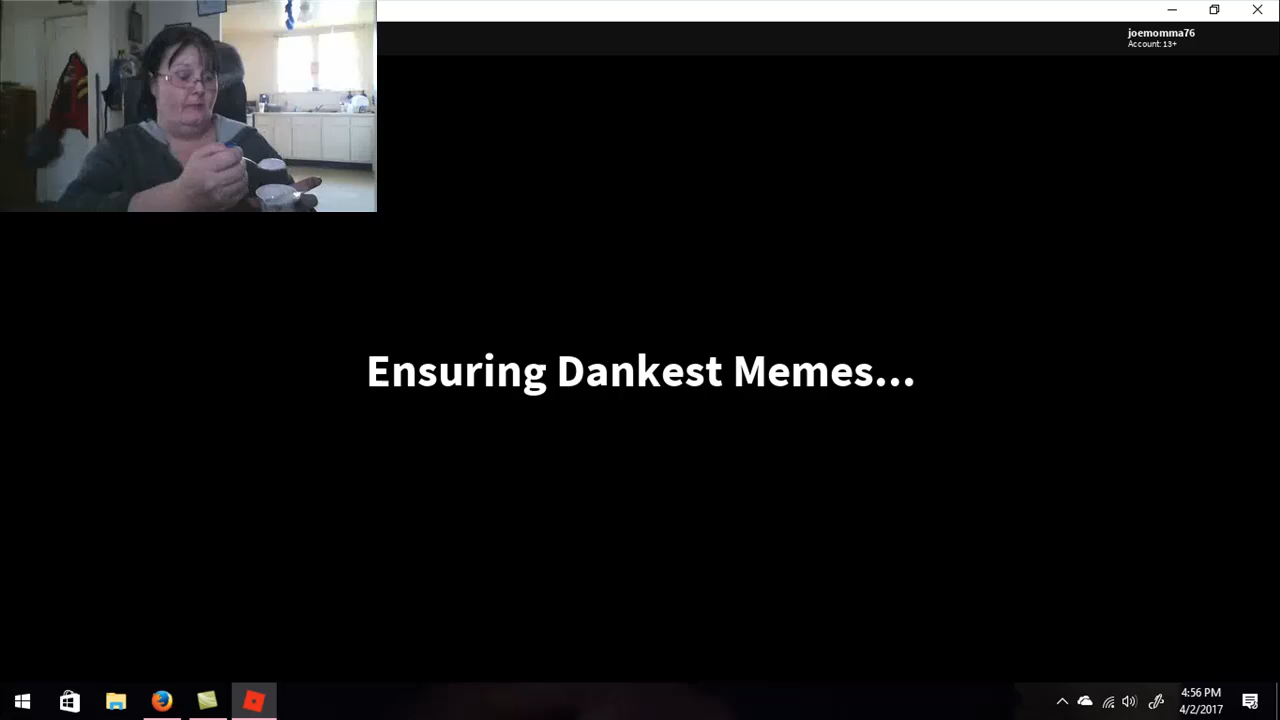 joemomma76
Account: 13+
Ensuring Dankest Memes...
4:56 PM
4/2/2017